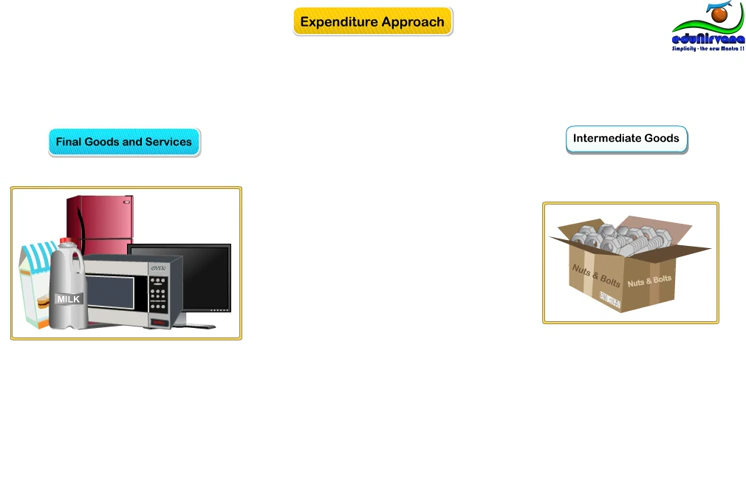 Expenditure Approach
eduNirvana
Simplicity - the new Mantra !!
Final Goods and Services
Intermediate Goods
OVEN
MILK
Nuts & Bolts
Nuts & Bolts